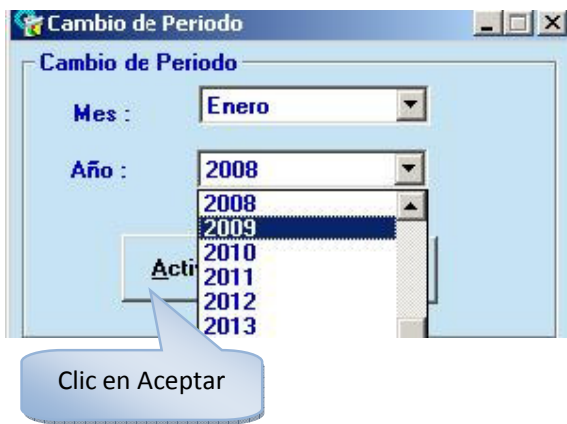 Cambio de Periodo
Cambio de Periodo
Mes : Enero
Año : 2008
2008
2009
2010
Acti
2011
2012
2013
Clic en Aceptar